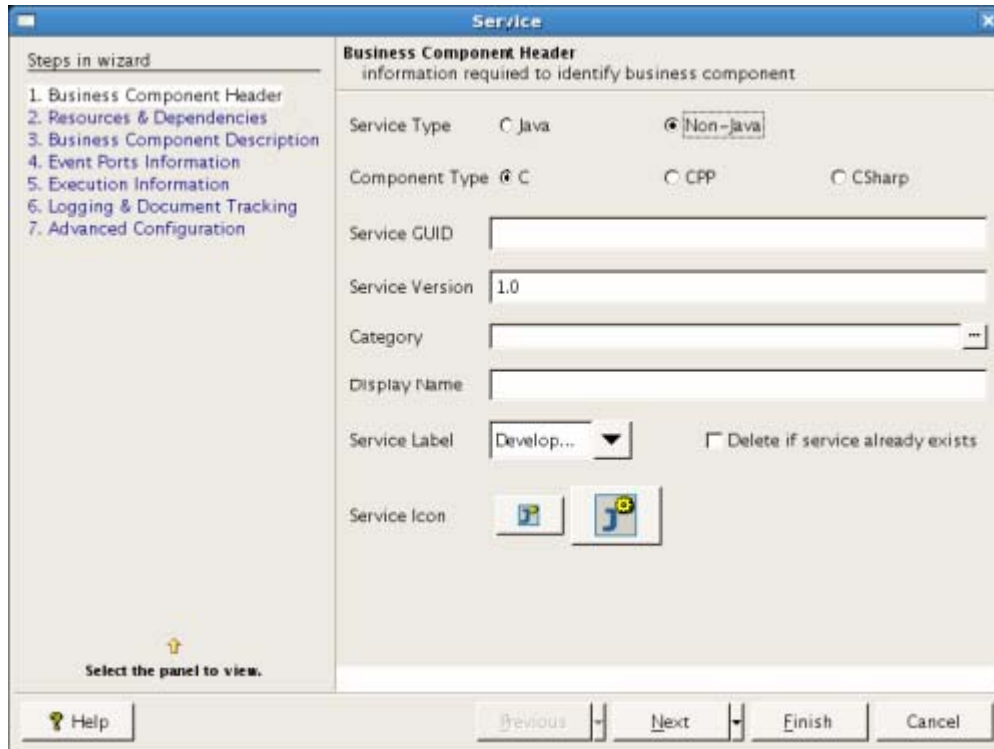 Service
Steps in wizard
1. Business Component Header
2. Resources & Dependencies
3. Business Component Description
4. Event Ports Information
5. Execution Information
6. Logging & Document Tracking
7. Advanced Configuration
Select the panel to view.
Business Component Header
information required to identify business component
Service Type Java Non-Java
Component Type C CPP CSharp
Service GUID
Service Version 1.0
Category ...
Display Name
Service Label Develop... Delete if service already exists
Service Icon
Help Previous Next Finish Cancel